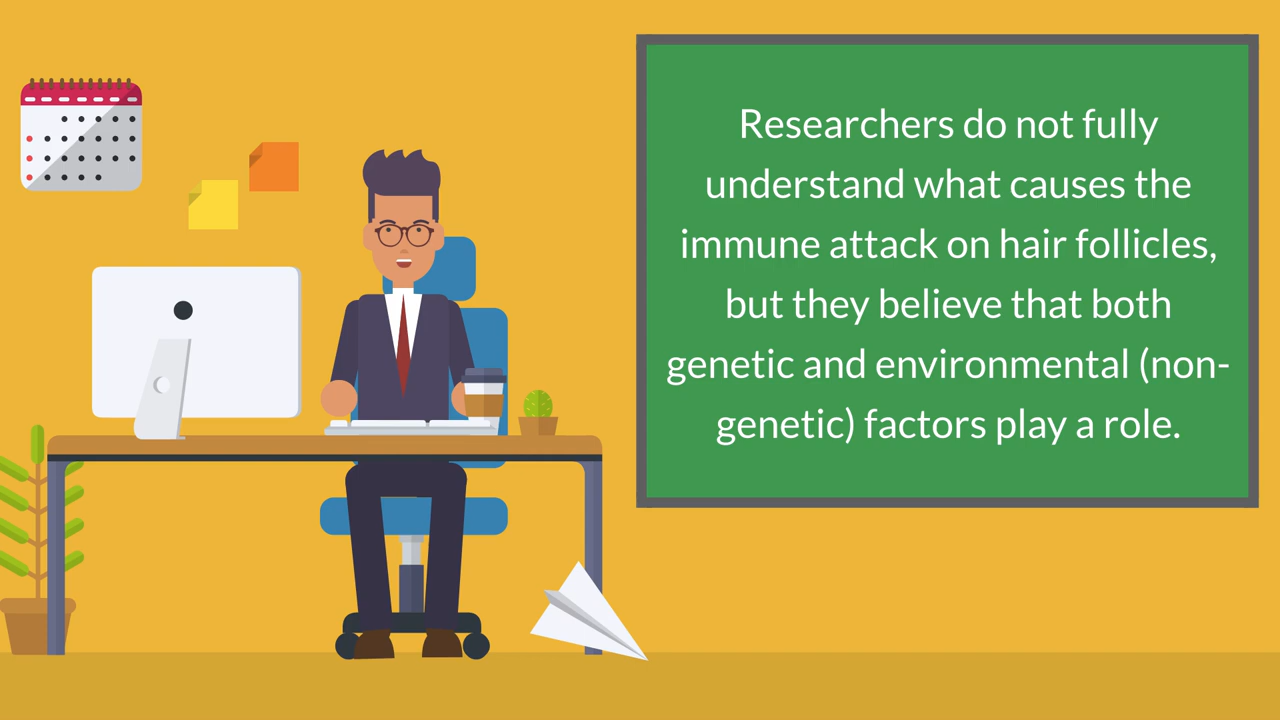 Researchers do not fully
understand what causes the
immune attack on hair follicles,
but they believe that both
genetic and environmental (non-
genetic) factors play a role.